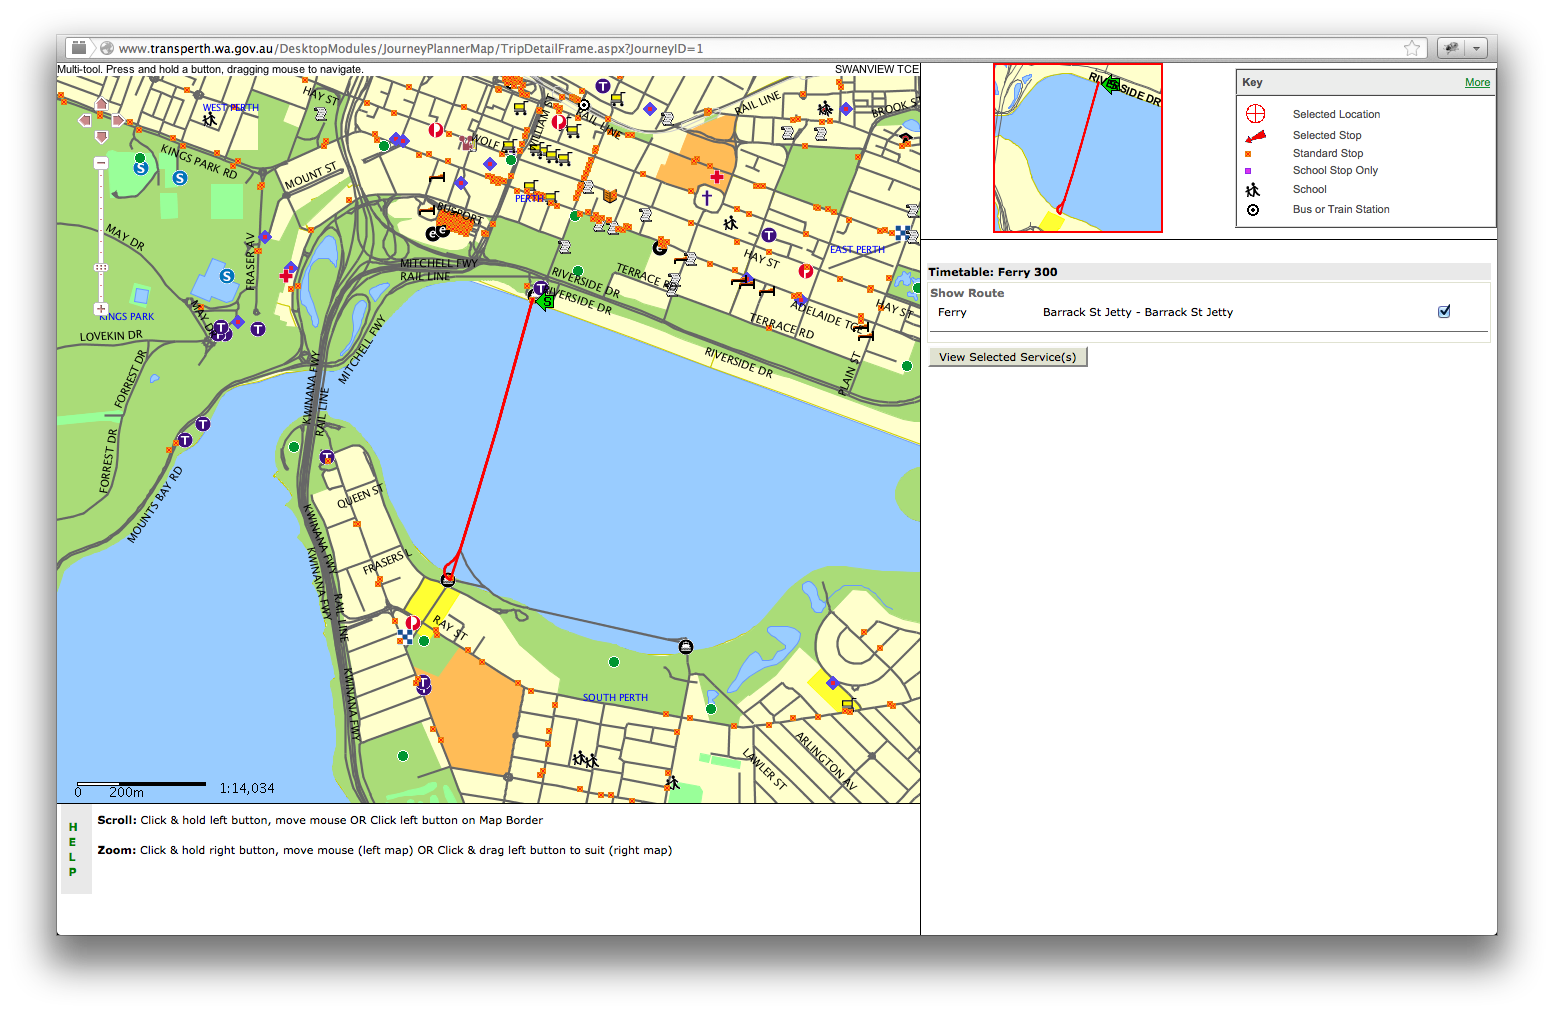 www.transperth.wa.gov.au/DesktopModules/JourneyPlannerMap/TripDetailFrame.aspx?JourneyID=1
Multi-tool. Press and hold a button, dragging mouse to navigate.
SWANVIEW TCE
HAY ST
WEST PERTH
KINGS PARK RD
MOUNT ST
WILLIAM ST
RAIL LINE
RAIL LINE
BROOK S
WOLF
PERTH
BUSPORT
EAST PERTH
HAY ST
MAY DR
FRASER AV
MITCHELL FWY
RAIL LINE
RIVERSIDE DR
TERRACE RD
RIVERSIDE DR
ADELAIDE TCE
HAY ST
TERRACE RD
MAY DR
KINGS PARK
LOVEKIN DR
MITCHELL FWY
RIVERSIDE DR
PLAIN ST
FORREST DR
KWINANA FWY
RAIL LINE
FORREST DR
MOUNTS BAY RD
QUEEN ST
KWINANA FWY
FRASERS L
KWINANA FWY
RAIL LINE
RAY ST
KWINANA FWY
SOUTH PERTH
LAWLER ST
ARLINGTON AV
0 200m
1:14,034
RIVERSIDE DR
Key
More
Selected Location
Selected Stop
Standard Stop
School Stop Only
School
Bus or Train Station
Timetable: Ferry 300
Show Route
Ferry Barrack St Jetty - Barrack St Jetty
View Selected Service(s)
HELP
Scroll: Click & hold left button, move mouse OR Click left button on Map Border
Zoom: Click & hold right button, move mouse (left map) OR Click & drag left button to suit (right map)